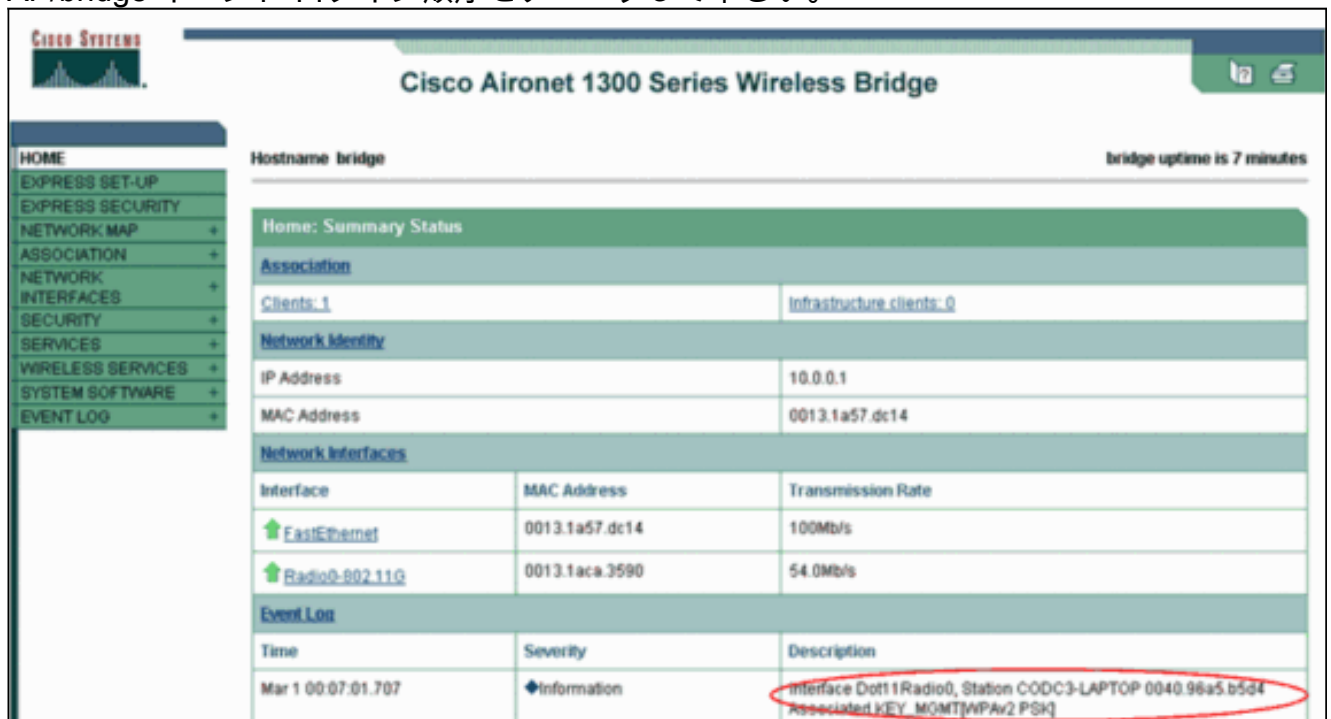 CISCO SYSTEMS
Cisco Aironet 1300 Series Wireless Bridge
HOME
Hostname bridge
bridge uptime is 7 minutes
EXPRESS SET-UP
EXPRESS SECURITY
NETWORK MAP +
ASSOCIATION +
NETWORK INTERFACES +
SECURITY +
SERVICES +
WIRELESS SERVICES +
SYSTEM SOFTWARE +
EVENT LOG +
Home: Summary Status
Association
Clients: 1
Infrastructure clients: 0
Network Identity
IP Address
10.0.0.1
MAC Address
0013.1a57.dc14
Network Interfaces
Interface
MAC Address
Transmission Rate
FastEthernet
0013.1a57.dc14
100Mb/s
Radio0-802.11G
0013.1aca.3590
54.0Mb/s
Event Log
Time
Severity
Description
Mar 1 00:07:01.707
◆Information
Interface Dot11Radio0, Station CODC3-LAPTOP 0040.96a5.b5d4
Associated KEY_MGMT[WPAv2 PSK]